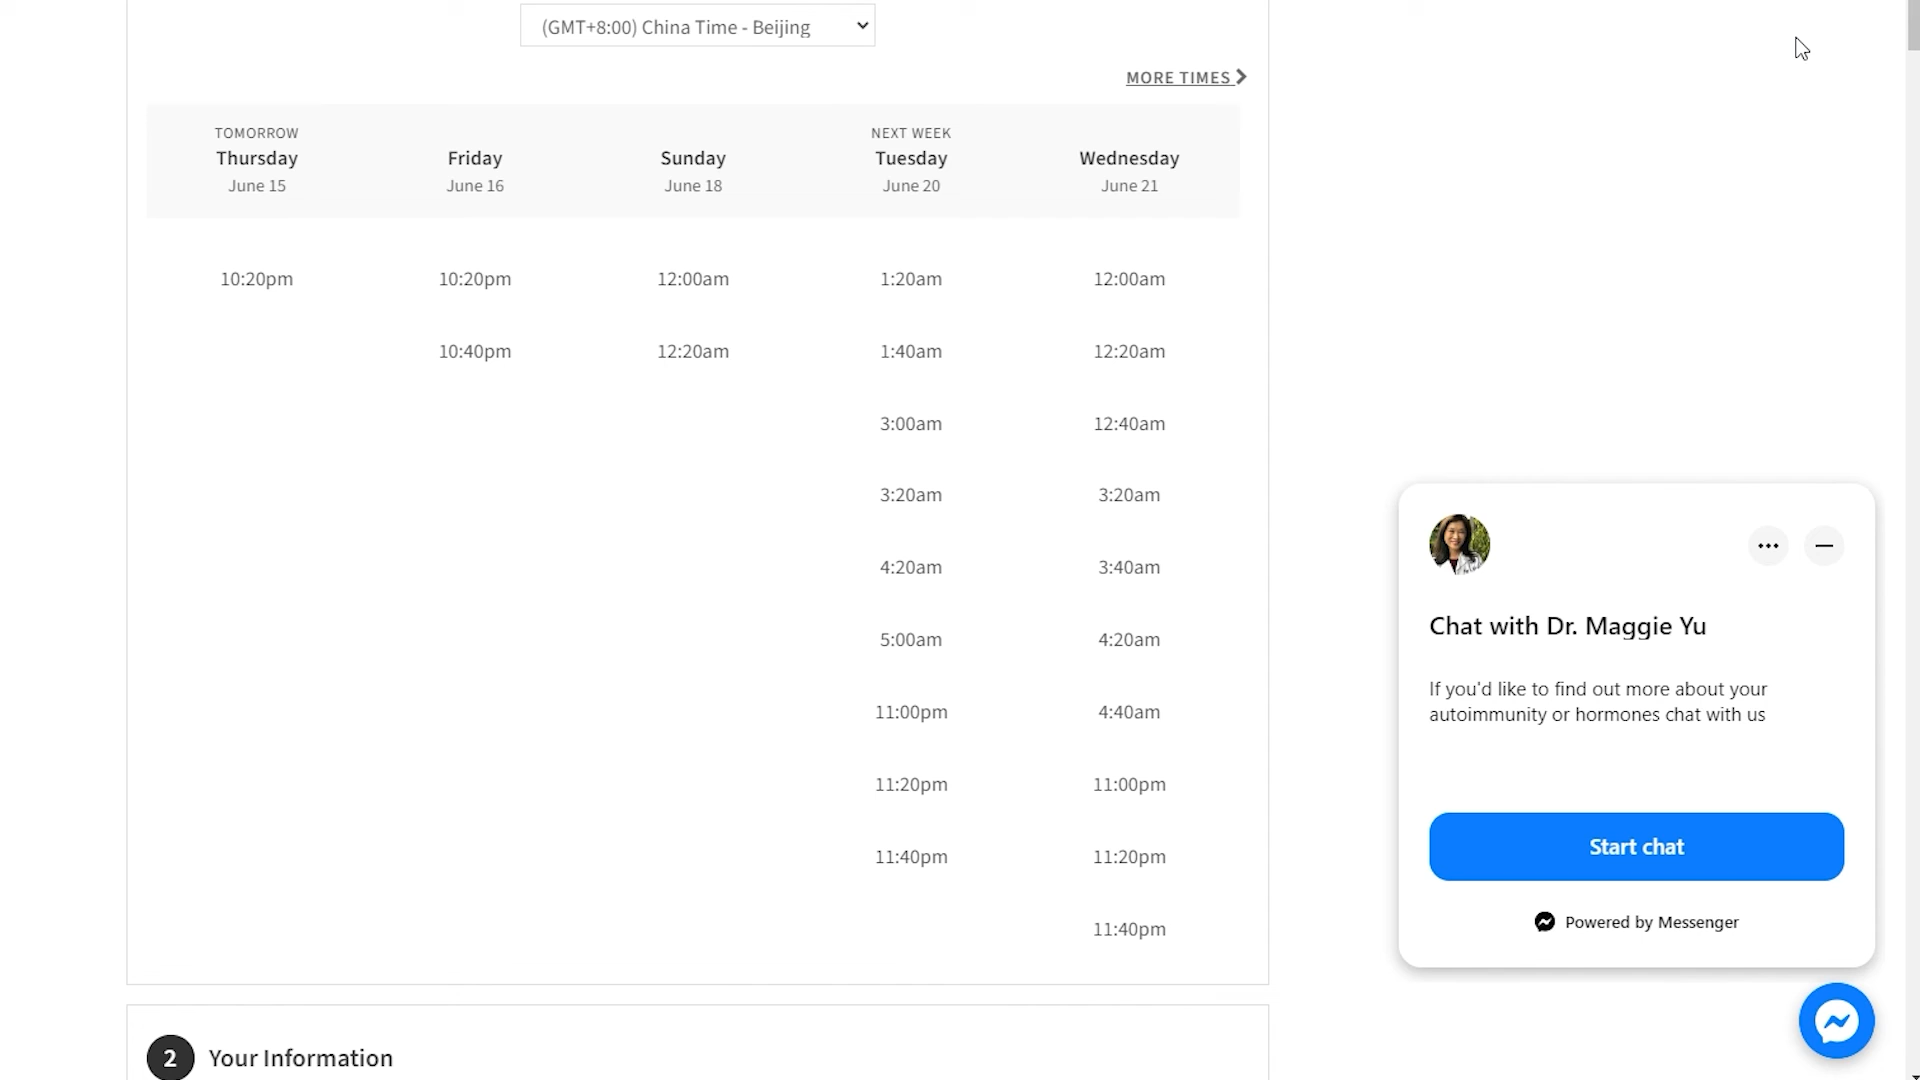 (GMT+8:00) China Time - Beijing
MORE TIMES
TOMORROW
Thursday
June 15
Friday
June 16
Sunday
June 18
NEXT WEEK
Tuesday
June 20
Wednesday
June 21
10:20pm 10:20pm 12:00am 1:20am 12:00am
10:40pm 12:20am 1:40am 12:20am
3:00am 12:40am
3:20am 3:20am
4:20am 3:40am
5:00am 4:20am
11:00pm 4:40am
11:20pm 11:00pm
11:40pm 11:20pm
11:40pm
2 Your Information
Chat with Dr. Maggie Yu
If you'd like to find out more about your
autoimmunity or hormones chat with us
Start chat
Powered by Messenger